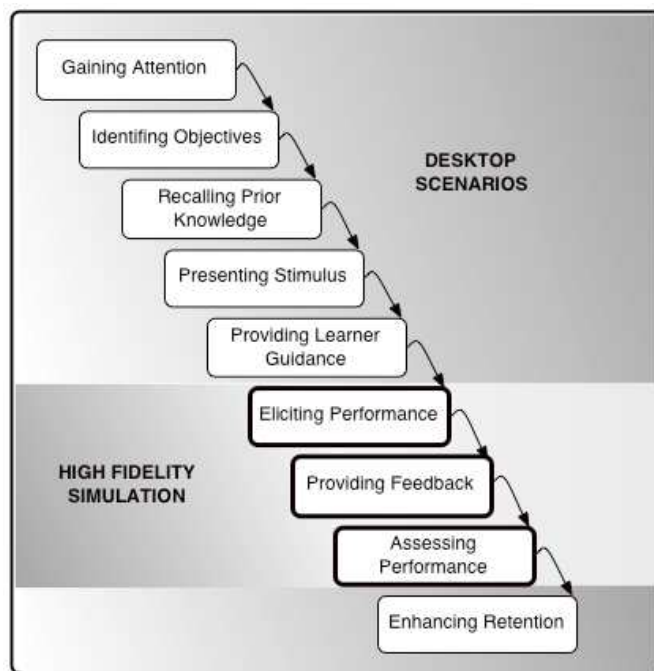 Gaining Attention
Identifing Objectives
DESKTOP
SCENARIOS
Recalling Prior
Knowledge
Presenting Stimulus
Providing Learner
Guidance
Eliciting Performance
HIGH FIDELITY
SIMULATION
Providing Feedback
Assessing
Performance
Enhancing Retention